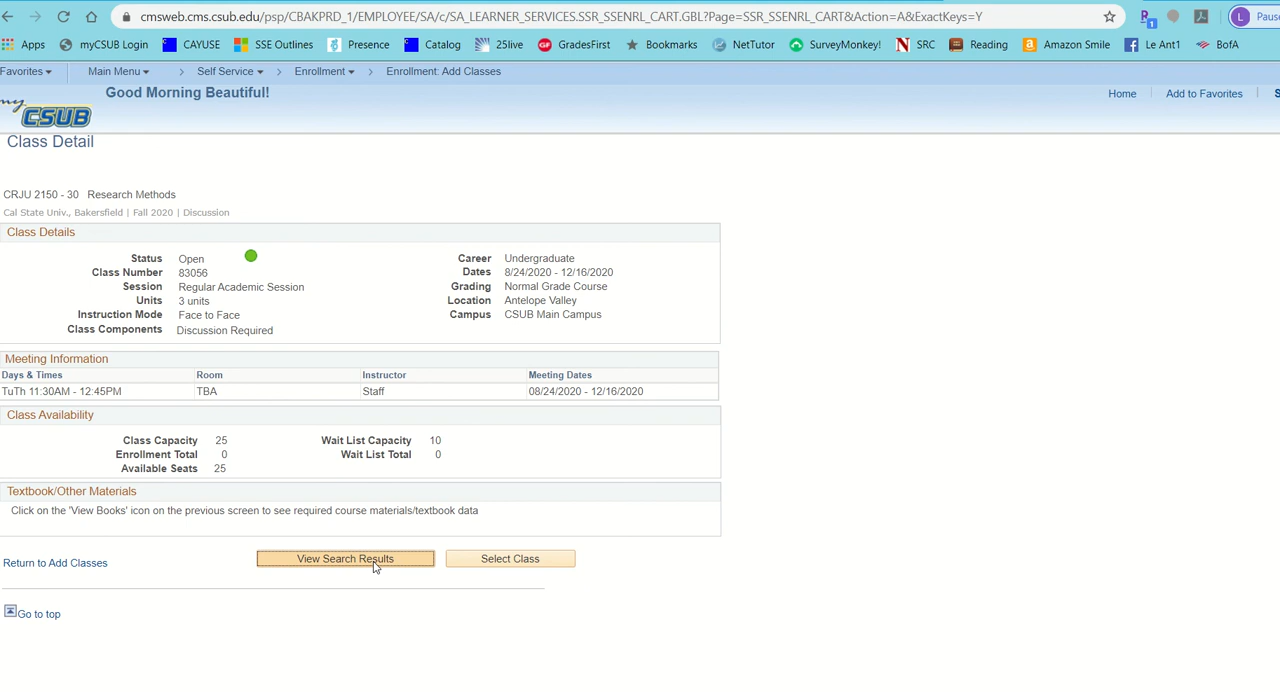 cmsweb.cms.csub.edu/psp/CBAKPRD_1/EMPLOYEE/SA/c/SA_LEARNER_SERVICES.SSR_SSENRL_CART.GBL?Page=SSR_SSENRL_CART&Action=A&ExactKeys=Y R 1 L Pause
Apps myCSUB Login CAYUSE SSE Outlines Presence Catalog 25live GF GradesFirst Bookmarks NetTutor SurveyMonkey! N SRC Reading a Amazon Smile Le Ant1 BofA
Favorites Main Menu > Self Service > Enrollment > Enrollment: Add Classes
Good Morning Beautiful!
Home Add to Favorites S
my CSUB
Class Detail
CRJU 2150 - 30 Research Methods
Cal State Univ., Bakersfield | Fall 2020 | Discussion
Class Details
Status Open Career Undergraduate
Class Number 83056 Dates 8/24/2020 - 12/16/2020
Session Regular Academic Session Grading Normal Grade Course
Units 3 units Location Antelope Valley
Instruction Mode Face to Face Campus CSUB Main Campus
Class Components Discussion Required
Meeting Information
Days & Times Room Instructor Meeting Dates
TuTh 11:30AM - 12:45PM TBA Staff 08/24/2020 - 12/16/2020
Class Availability
Class Capacity 25 Wait List Capacity 10
Enrollment Total 0 Wait List Total 0
Available Seats 25
Textbook/Other Materials
Click on the 'View Books' icon on the previous screen to see required course materials/textbook data
Return to Add Classes View Search Results Select Class
Go to top